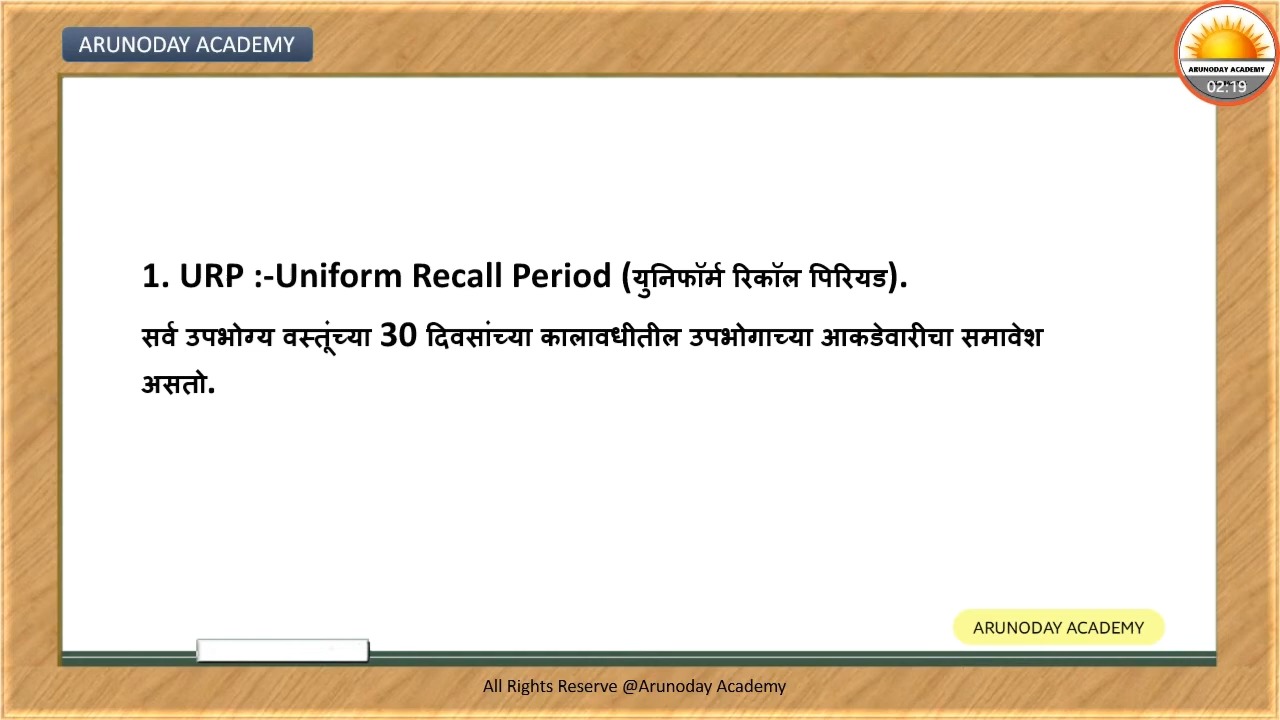 ARUNODAY ACADEMY
ARUNODAY ACADEMY
02:19
1. URP :-Uniform Recall Period (युनिफॉर्म रिकॉल पिरियड).
सर्व उपभोग्य वस्तूंच्या 30 दिवसांच्या कालावधीतील उपभोगाच्या आकडेवारीचा समावेश
असतो.
ARUNODAY ACADEMY
All Rights Reserve @Arunoday Academy